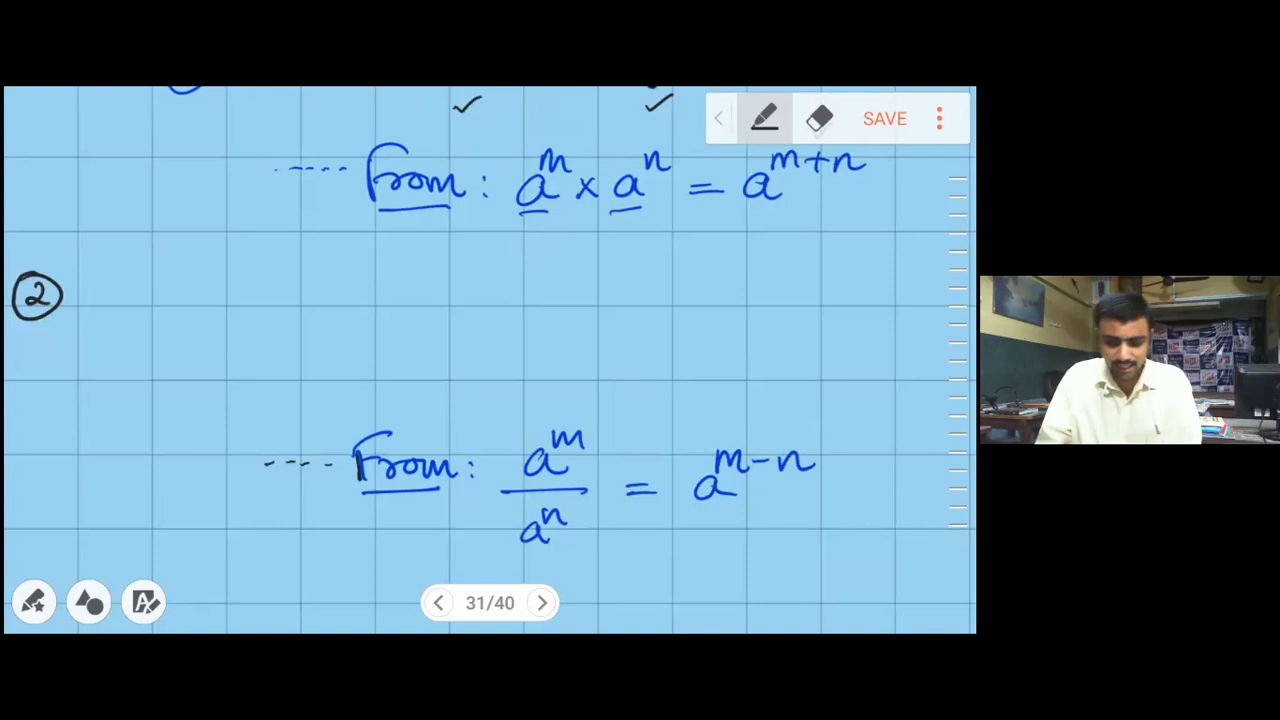 SAVE
---- From: a^m × a^n = a^(m+n)
②
---- From: a^m / a^n = a^(m-n)
31/40